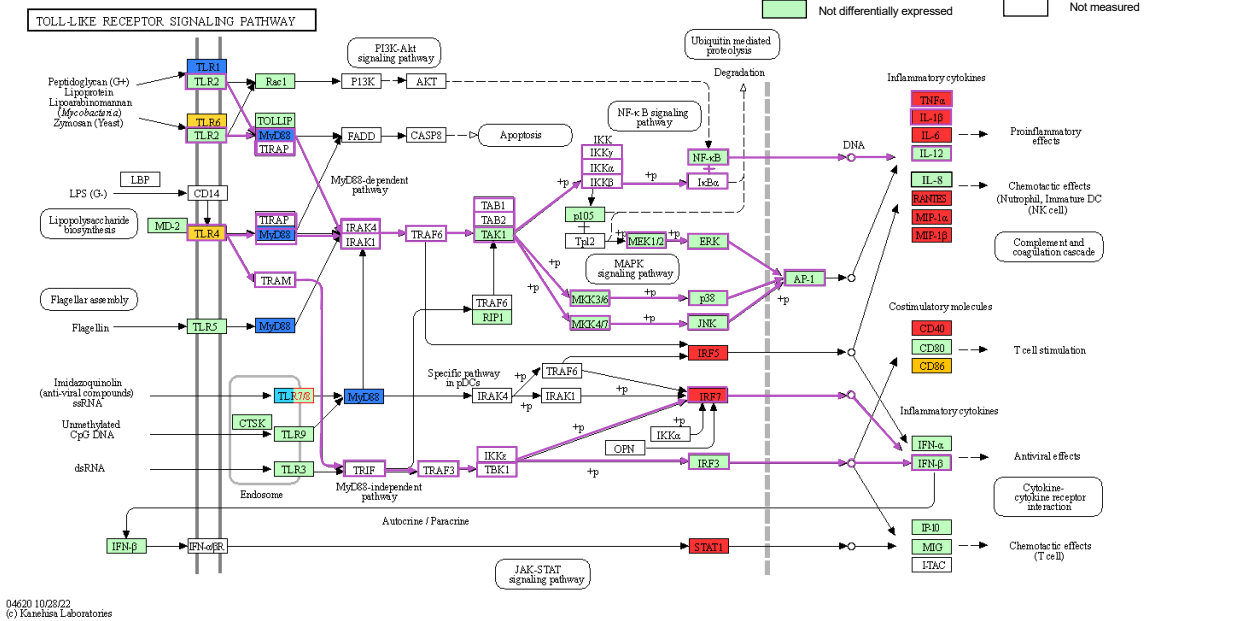 TOLL-LIKE RECEPTOR SIGNALING PATHWAY
Not differentially expressed
Not measured
PI3K-Akt
signaling pathway
Ubiquitin mediated
proteolysis
TLR1
TLR2
Rac1
P13K
AKT
Degradation
Inflammatory cytokines
Peptidoglycan (G+)
Lipoprotein
Lipoarabinomannan
(Mycobacteria)
Zymosan (Yeast)
TLR6
TLR2
TOLLIP
MyD88
TIRAP
FADD
CASP8
Apoptosis
NF-κB signaling
pathway
TNFα
IL-1β
IL-6
IL-12
Proinflammatory
effects
IKK
IKKγ
IKKα
IKKβ
+p
NF-κB
IκBα
DNA
LBP
LPS (G-)
CD14
MyD88-dependent
pathway
IL-8
RANTES
MIP-1α
MIP-1β
Chemotactic effects
(Nutrophil, Immature DC
(NK cell)
Lipopolysaccharide
biosynthesis
MD-2
TLR4
TIRAP
MyD88
IRAK4
IRAK1
TRAF6
TAB1
TAB2
TAK1
+p
p105
Tpl2
+p
MEK1/2
+p
ERK
Complement and
coagulation cascade
TRAM
+p
+p
MAPK
signaling pathway
AP-1
+p
Flagellar assembly
MKK3/6
+p
p38
MKK4/7
+p
JNK
TRAF6
RIP1
Costimulatory molecules
Flagellin
TLR5
MyD88
CD40
CD80
CD86
T cell stimulation
IRF5
Imidazoquinolin
(anti-viral compounds)
ssRNA
TLR7/8
MyD88
Specific pathway
in pDCs
IRAK4
+p
TRAF6
+p
IRAK1
+p
IRF7
Unmethylated
CpG DNA
CTSK
TLR9
+p
+p
IKKα
OPN
Inflammatory cytokines
dsRNA
TLR3
TRIF
TRAF3
IKKε
TBK1
+p
IRF3
IFN-α
IFN-β
Antiviral effects
Endosome
MyD88-independent
pathway
Cytokine-
cytokine receptor
interaction
Autocrine / Paracrine
IFN-β
IFN-αβR
STAT1
IP-10
MIG
I-TAC
Chemotactic effects
(T cell)
JAK-STAT
signaling pathway
04620 10/28/22
(c) Kanehisa Laboratories